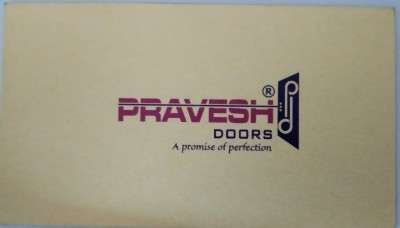 ®
PRAVESH
DOORS
A promise of perfection